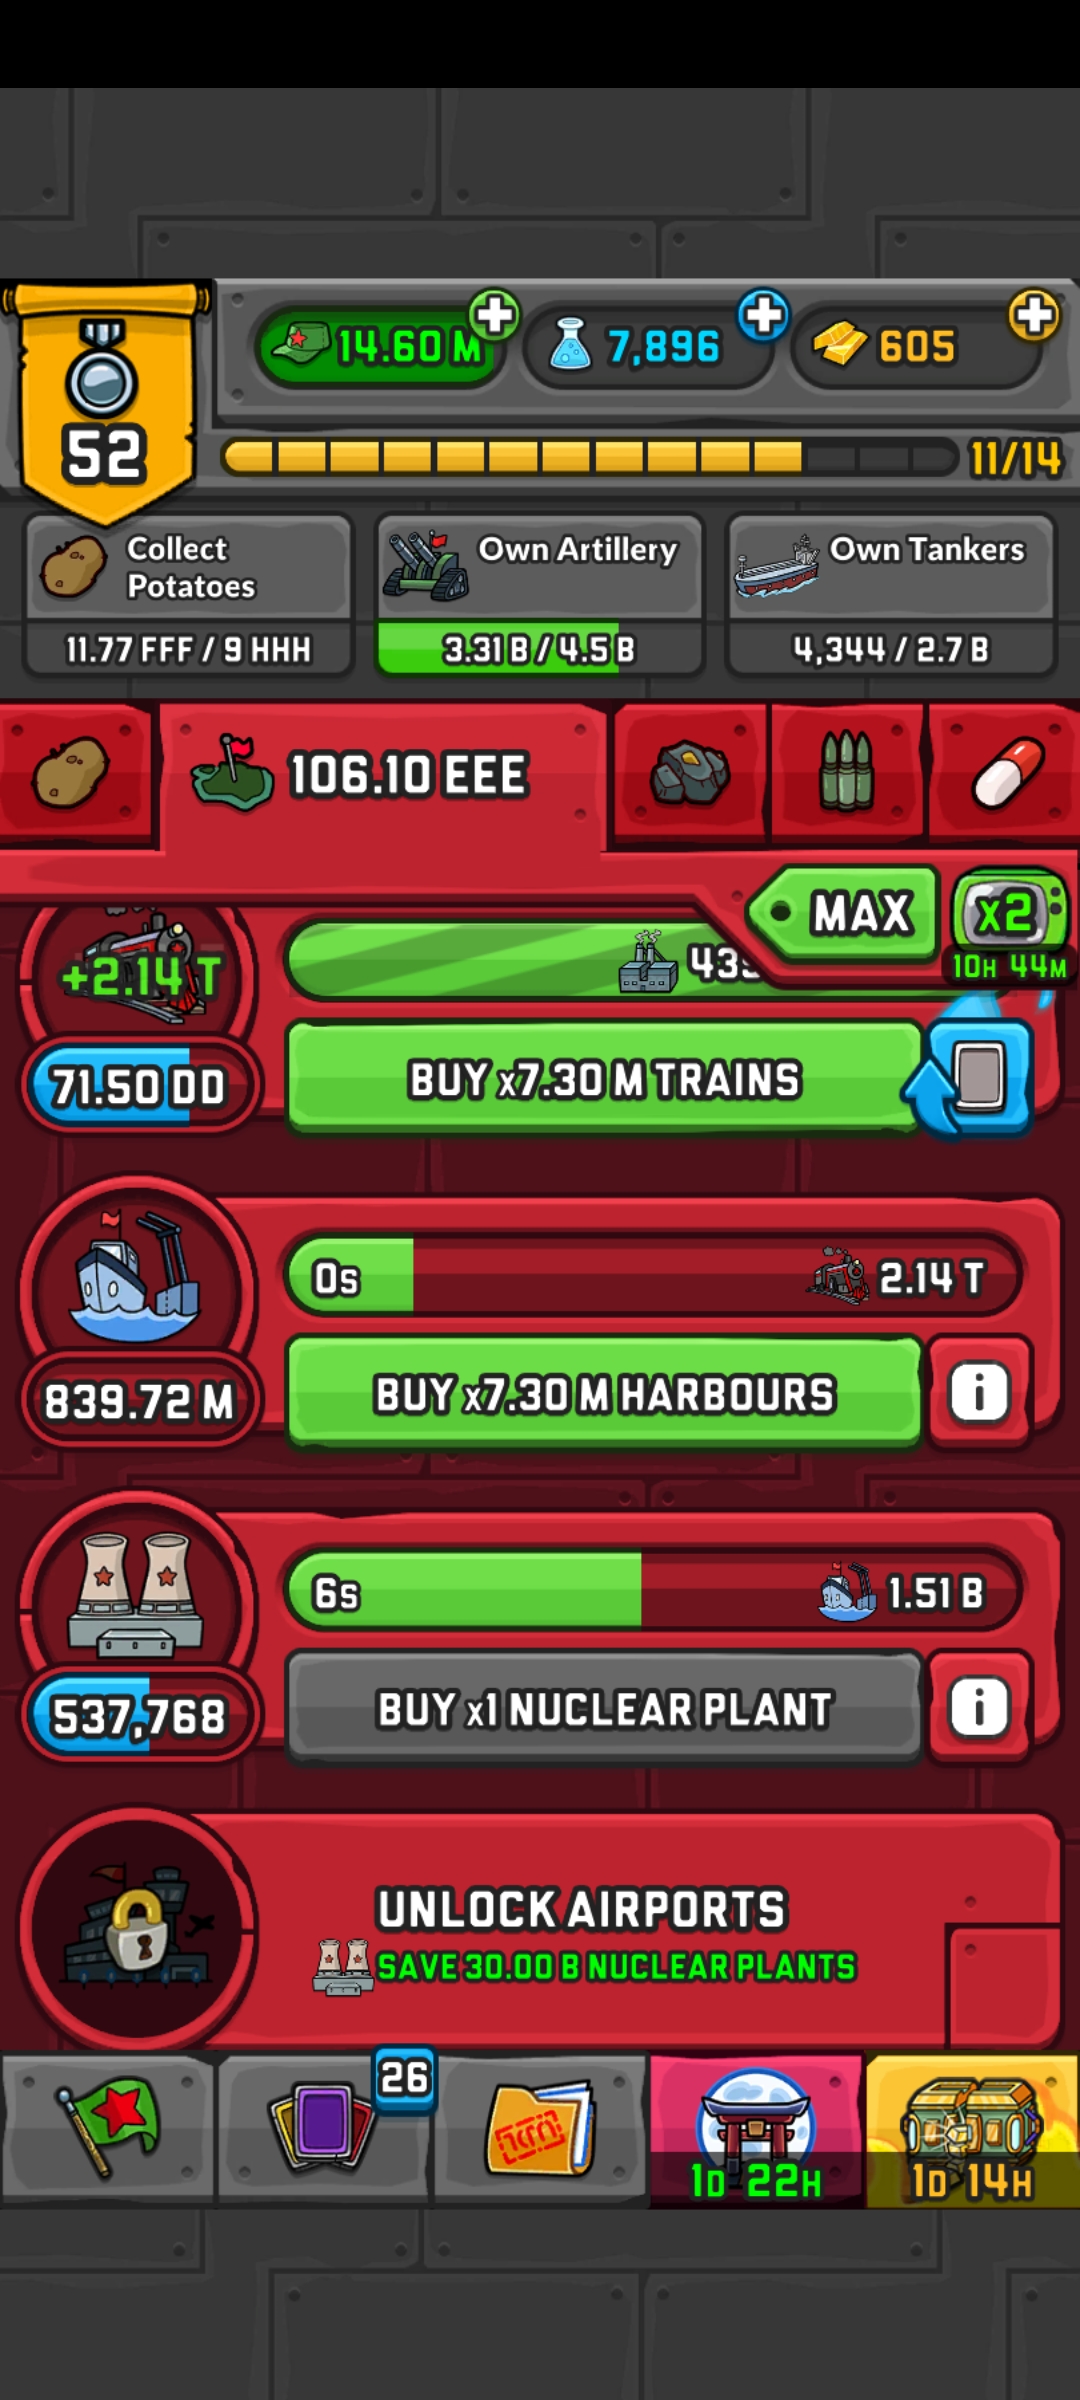 14.60 M
7,896
605
52
11/14
Collect
Potatoes
Own Artillery
Own Tankers
11.77 FFF / 9 HHH
3.31 B / 4.5 B
4,344 / 2.7 B
106.10 EEE
MAX
x2
10H 44M
+2.14 T
71.50 DD
BUY x7.30 M TRAINS
0s
2.14 T
839.72 M
BUY x7.30 M HARBOURS
i
6s
1.51 B
537,768
BUY x1 NUCLEAR PLANT
i
UNLOCK AIRPORTS
SAVE 30.00 B NUCLEAR PLANTS
26
1D 22H
1D 14H